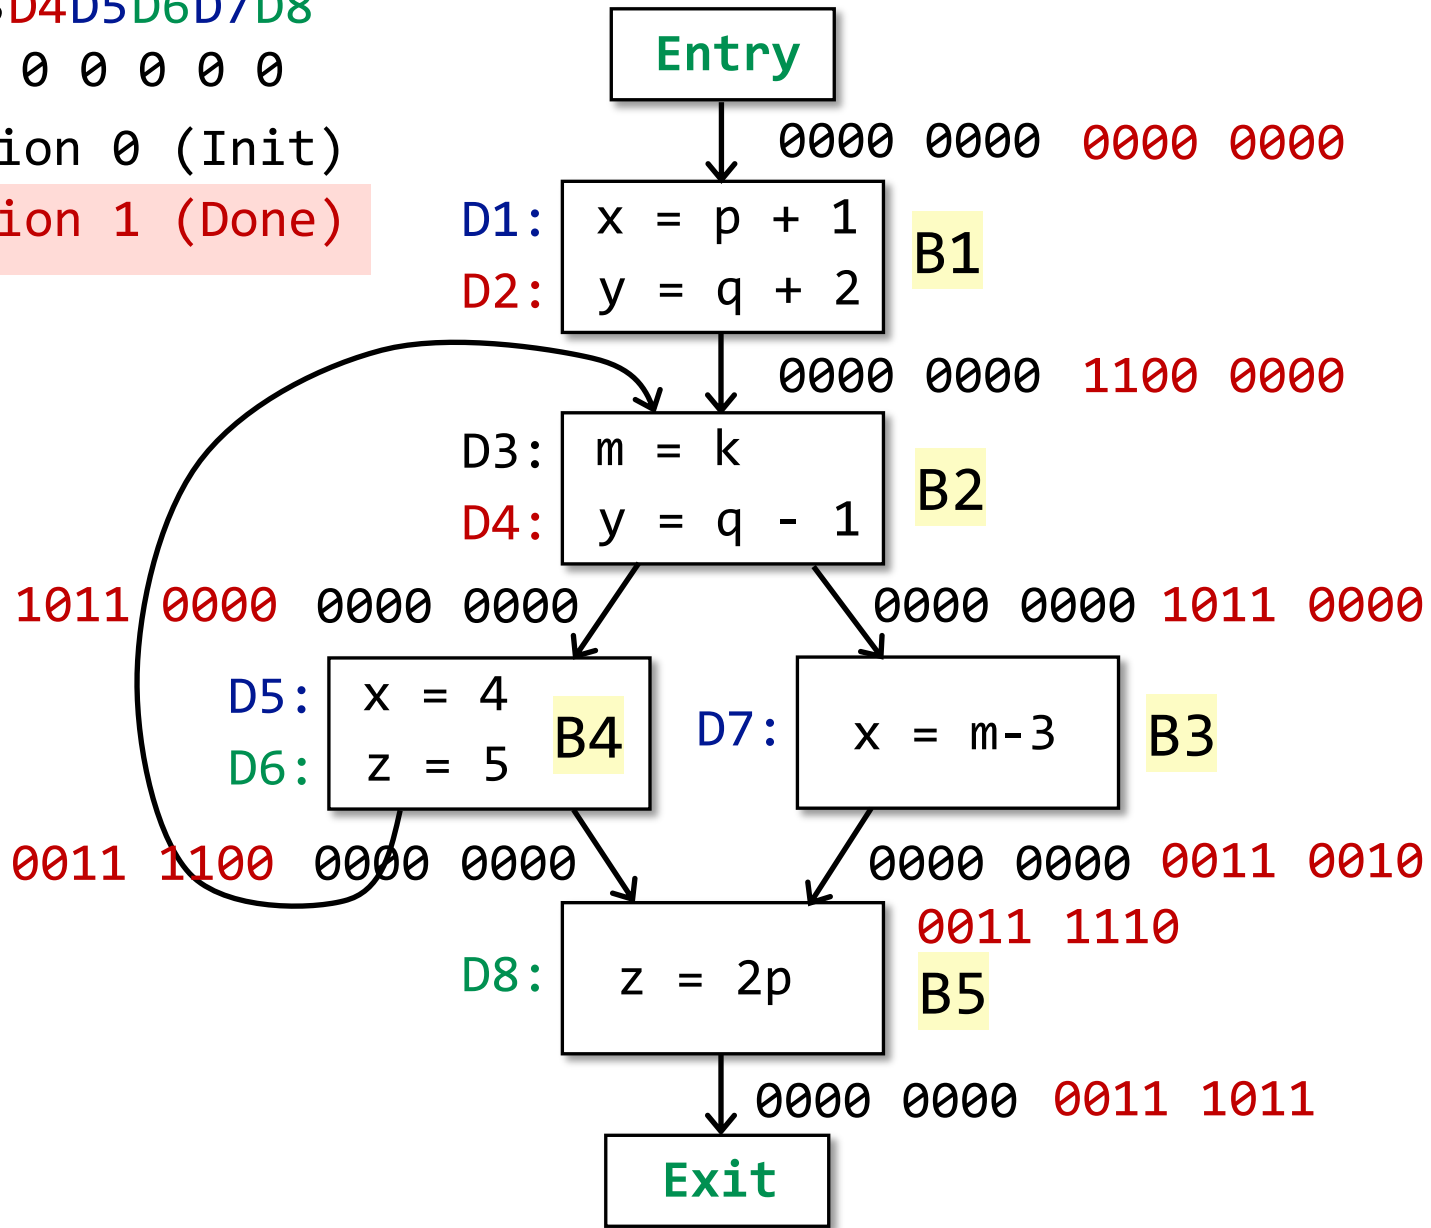 D4D5D6D7D8
0 0 0 0 0
ion 0 (Init)
ion 1 (Done)
Entry
0000 0000 0000 0000
D1: x = p + 1
D2: y = q + 2
B1
0000 0000 1100 0000
D3: m = k
D4: y = q - 1
B2
1011 0000 0000 0000
0000 0000 1011 0000
D5: x = 4
D6: z = 5
B4
D7: x = m-3
B3
0011 1100 0000 0000
0000 0000 0011 0010
0011 1110
D8: z = 2p
B5
0000 0000 0011 1011
Exit